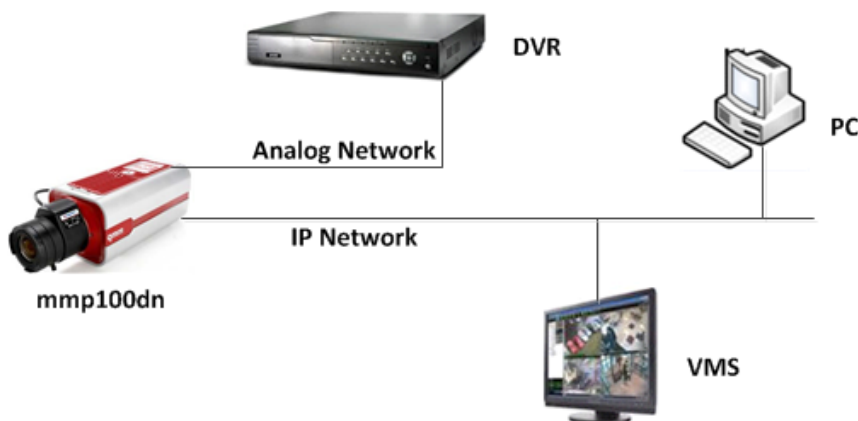 DVR
PC
Analog Network
IP Network
mmp100dn
VMS